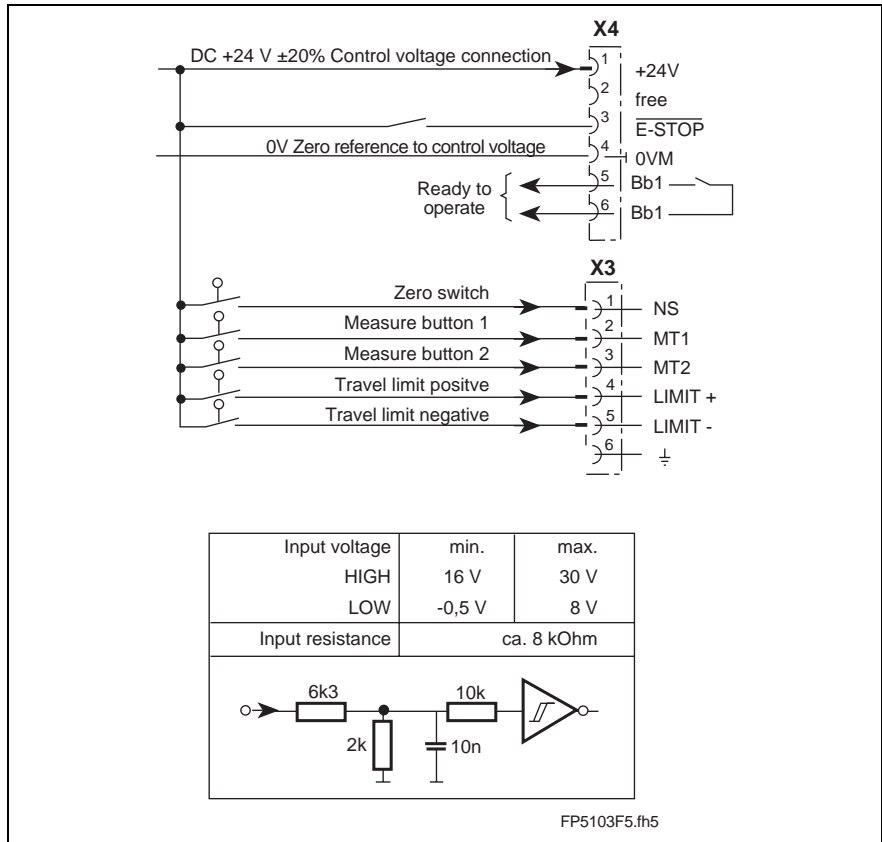 X4
DC +24 V ±20% Control voltage connection
1
+24V
2
free
3
E-STOP
0V Zero reference to control voltage
4
0VM
Ready to
operate
5
Bb1
6
Bb1
X3
Zero switch
1
NS
Measure button 1
2
MT1
Measure button 2
3
MT2
Travel limit positve
4
LIMIT +
Travel limit negative
5
LIMIT -
6
Input voltage min. max.
HIGH 16 V 30 V
LOW -0,5 V 8 V
Input resistance ca. 8 kOhm
6k3
10k
2k
10n
FP5103F5.fh5